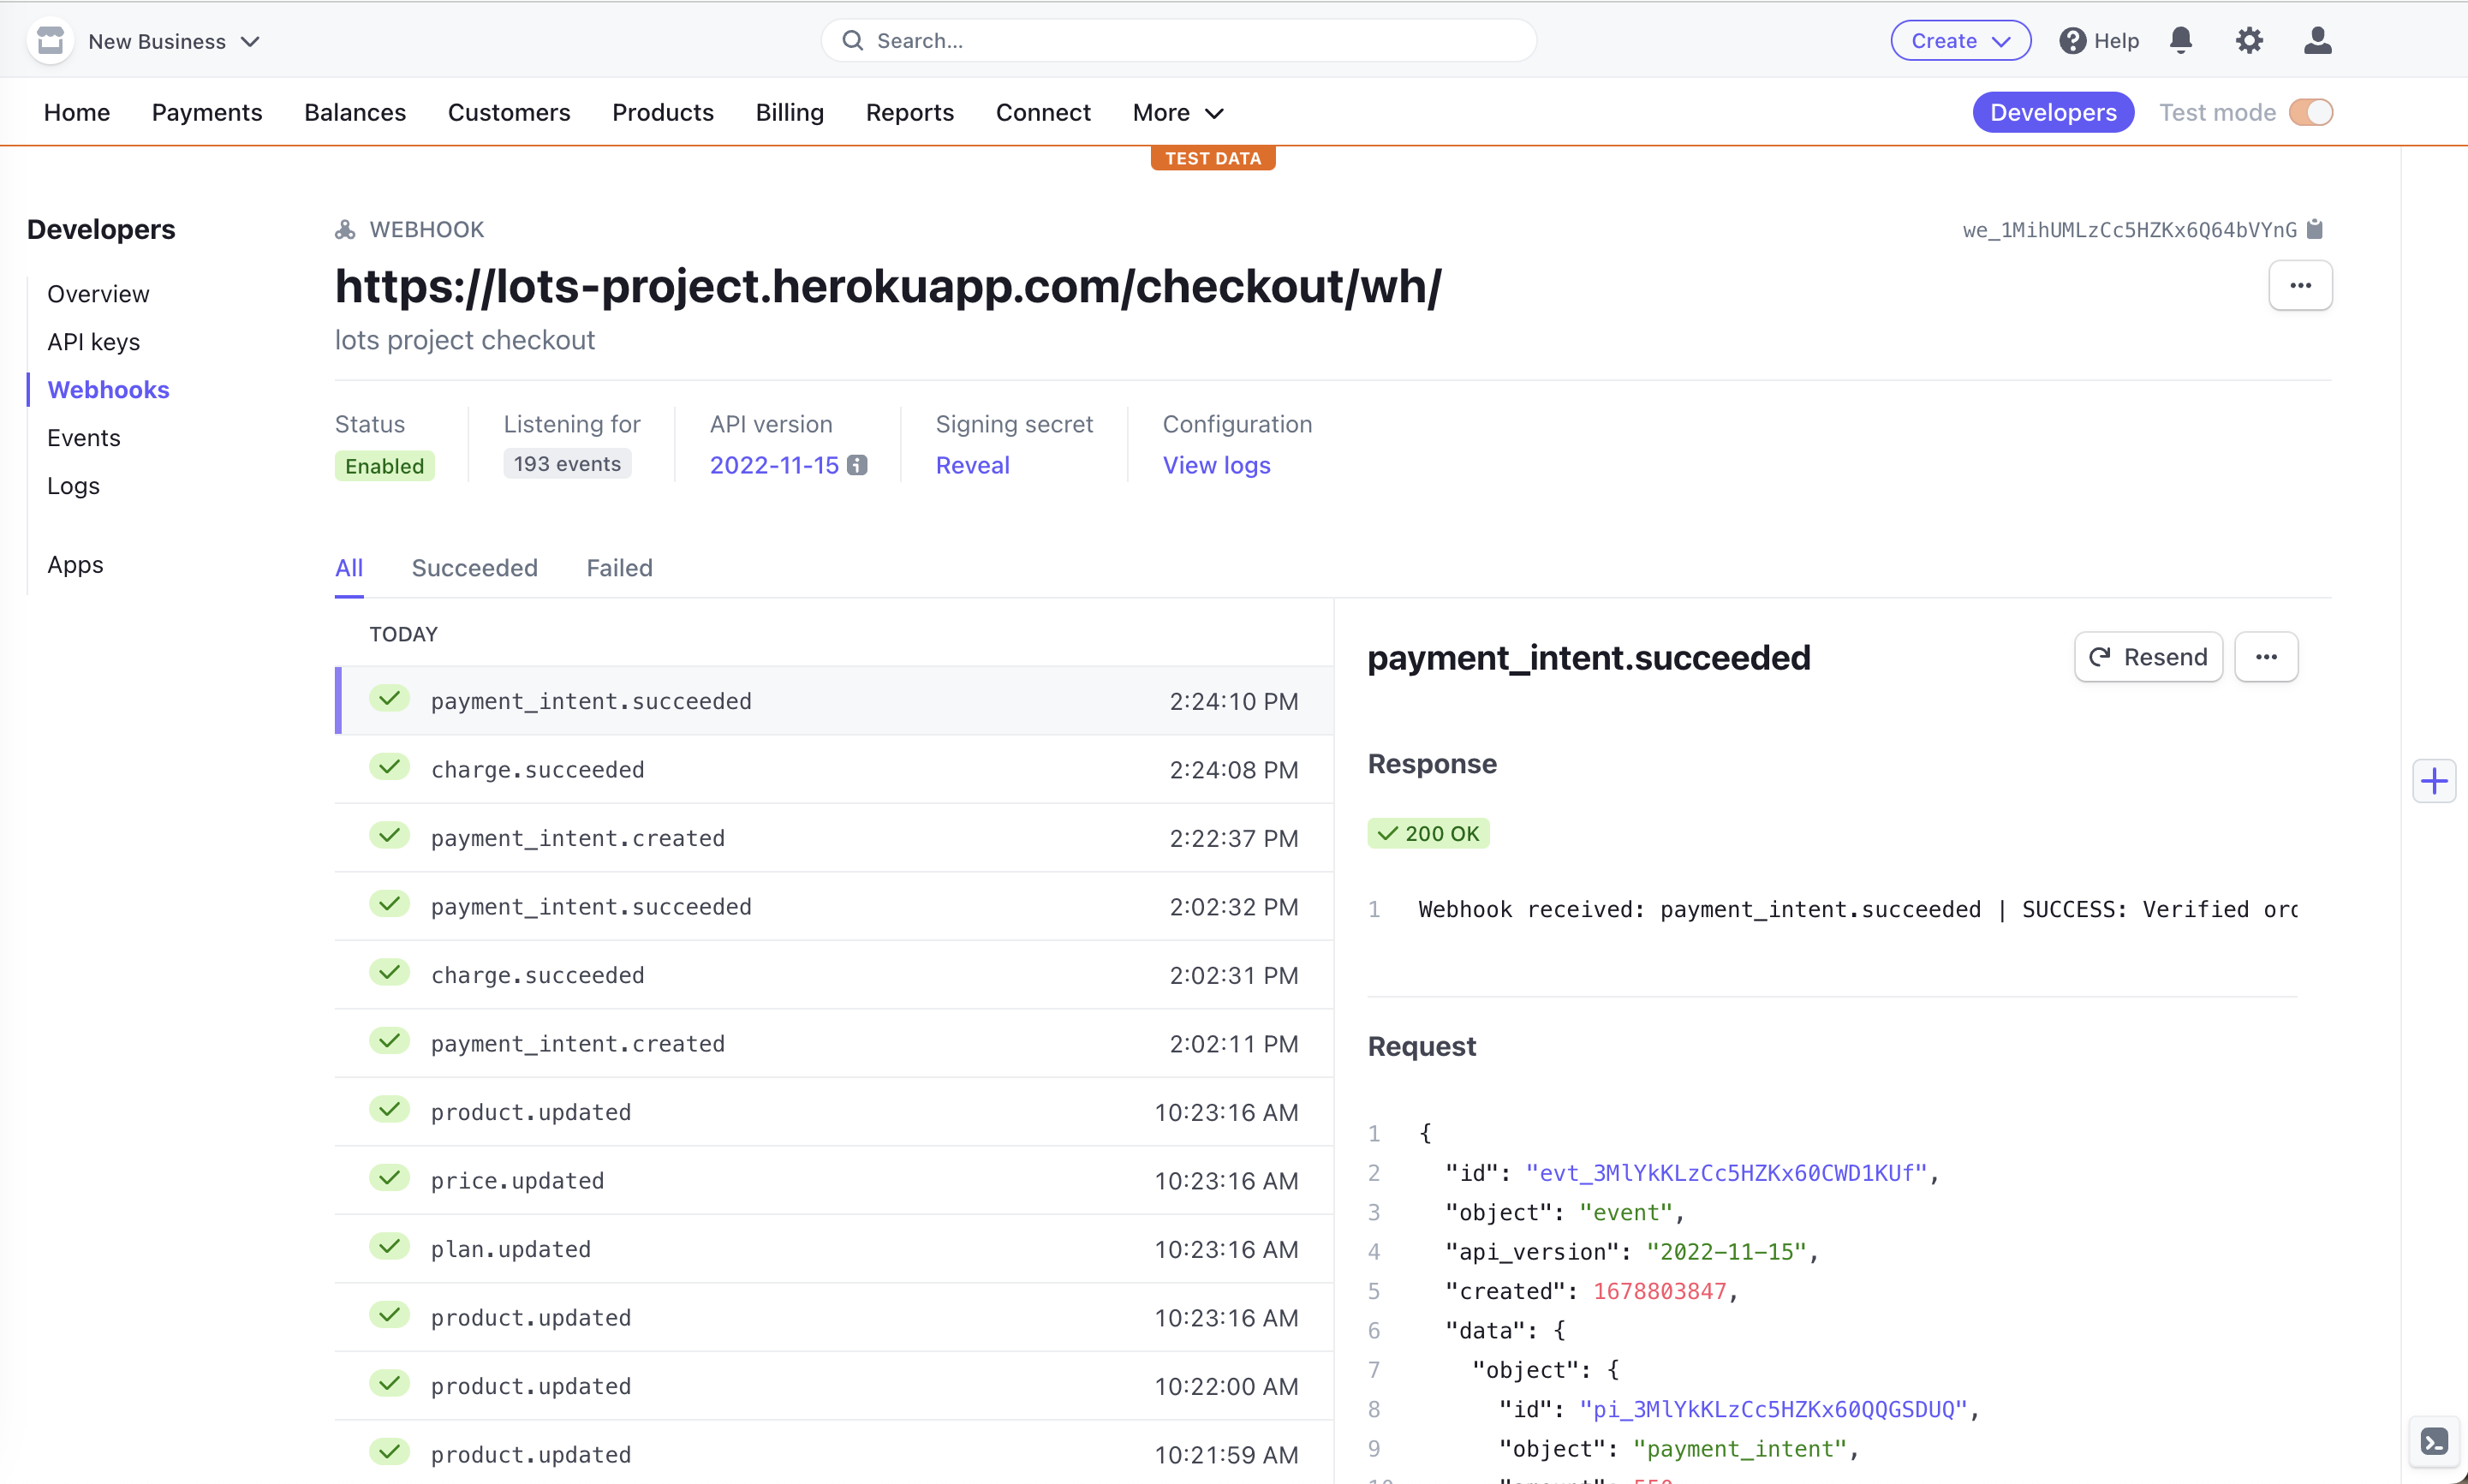 New Business
Search...
Create
Help
Home Payments Balances Customers Products Billing Reports Connect More
Developers Test mode
TEST DATA
Developers
Overview
API keys
Webhooks
Events
Logs
Apps
WEBHOOK
we_1MihUMLzCc5HZKx6Q64bVYnG
https://lots-project.herokuapp.com/checkout/wh/
lots project checkout
Status Listening for API version Signing secret Configuration
Enabled 193 events 2022-11-15 Reveal View logs
All Succeeded Failed
TODAY
payment_intent.succeeded 2:24:10 PM
charge.succeeded 2:24:08 PM
payment_intent.created 2:22:37 PM
payment_intent.succeeded 2:02:32 PM
charge.succeeded 2:02:31 PM
payment_intent.created 2:02:11 PM
product.updated 10:23:16 AM
price.updated 10:23:16 AM
plan.updated 10:23:16 AM
product.updated 10:23:16 AM
product.updated 10:22:00 AM
product.updated 10:21:59 AM
payment_intent.succeeded
Resend
Response
200 OK
1 Webhook received: payment_intent.succeeded | SUCCESS: Verified
Request
1 {
2 "id": "evt_3MlYkKLzCc5HZKx60CWD1KUf",
3 "object": "event",
4 "api_version": "2022-11-15",
5 "created": 1678803847,
6 "data": {
7 "object": {
8 "id": "pi_3MlYkKLzCc5HZKx60QQGSDUQ",
9 "object": "payment_intent",